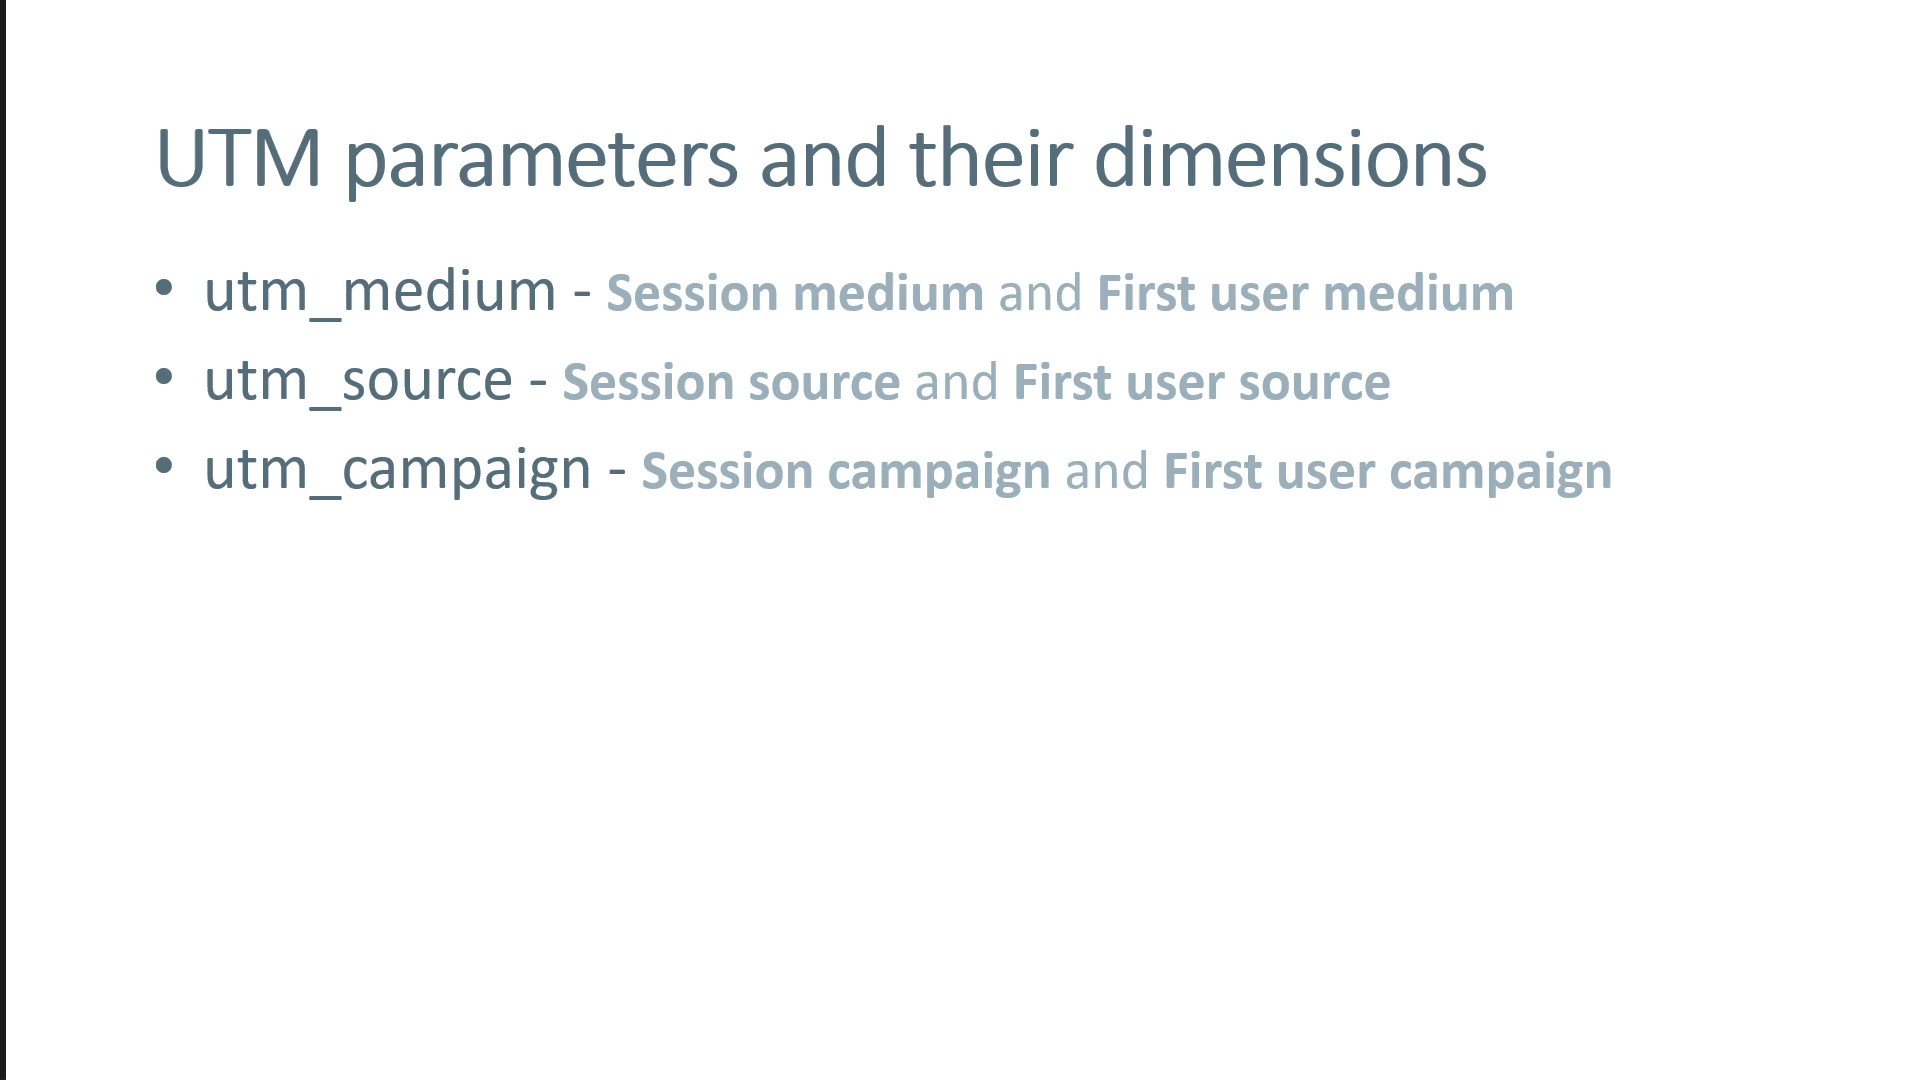 UTM parameters and their dimensions
• utm_medium - Session medium and First user medium
• utm_source - Session source and First user source
• utm_campaign - Session campaign and First user campaign